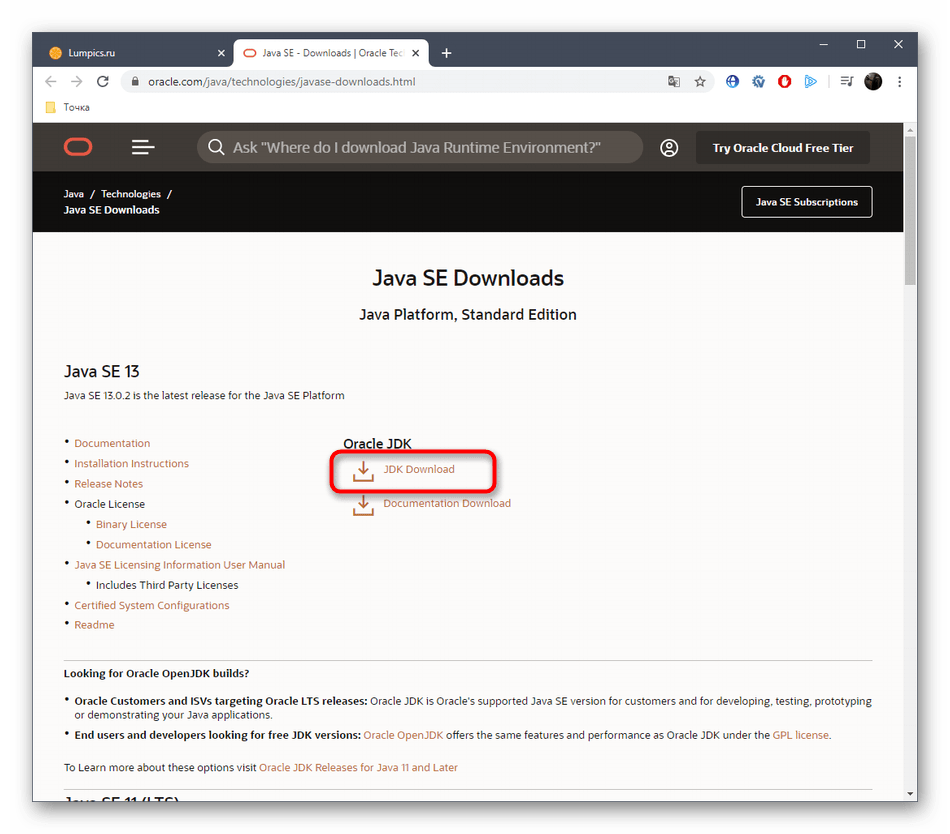 Lumpics.ru
Java SE - Downloads | Oracle Tec
oracle.com/java/technologies/javase-downloads.html
Точка
Ask "Where do I download Java Runtime Environment?"
Try Oracle Cloud Free Tier
Java / Technologies /
Java SE Downloads
Java SE Subscriptions
Java SE Downloads
Java Platform, Standard Edition
Java SE 13
Java SE 13.0.2 is the latest release for the Java SE Platform
• Documentation
• Installation Instructions
• Release Notes
• Oracle License
• Binary License
• Documentation License
• Java SE Licensing Information User Manual
• Includes Third Party Licenses
• Certified System Configurations
• Readme
Oracle JDK
JDK Download
Documentation Download
Looking for Oracle OpenJDK builds?
• Oracle Customers and ISVs targeting Oracle LTS releases: Oracle JDK is Oracle's supported Java SE version for customers and for developing, testing, prototyping
or demonstrating your Java applications.
• End users and developers looking for free JDK versions: Oracle OpenJDK offers the same features and performance as Oracle JDK under the GPL license.
To Learn more about these options visit Oracle JDK Releases for Java 11 and Later
Java SE 11 (LTS)